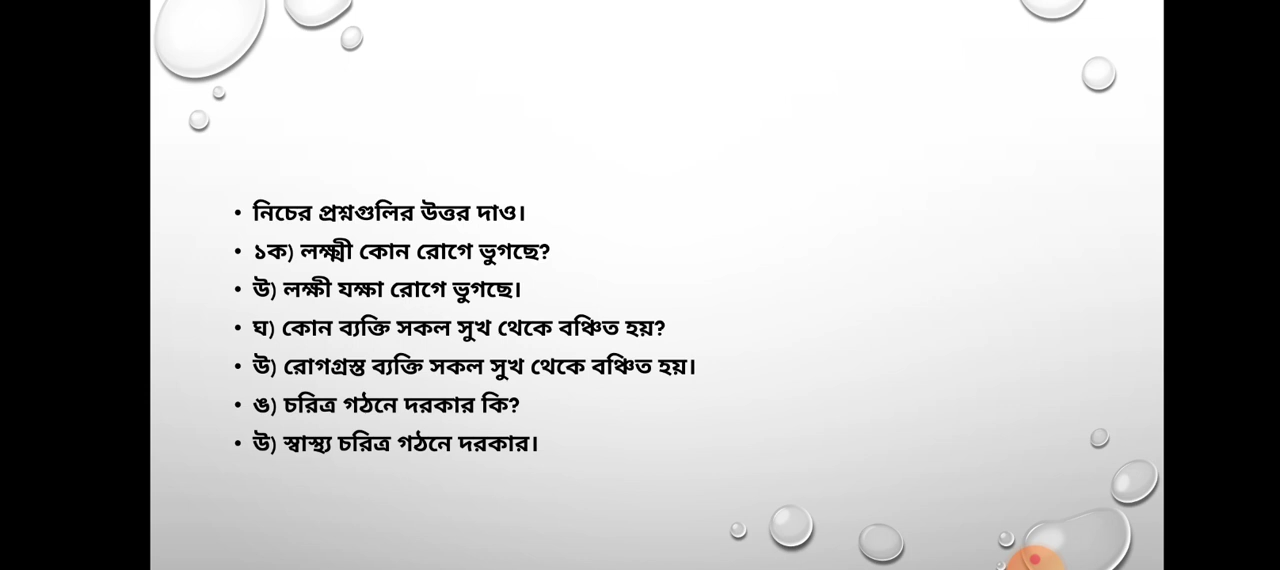 • নিচের প্রশ্নগুলির উত্তর দাও।
• ১ক) লক্ষ্মী কোন রোগে ভুগছে?
• উ) লক্ষী যক্ষা রোগে ভুগছে।
• ঘ) কোন ব্যক্তি সকল সুখ থেকে বঞ্চিত হয়?
• উ) রোগগ্রস্ত ব্যক্তি সকল সুখ থেকে বঞ্চিত হয়।
• ঙ) চরিত্র গঠনে দরকার কি?
• উ) স্বাস্থ্য চরিত্র গঠনে দরকার।